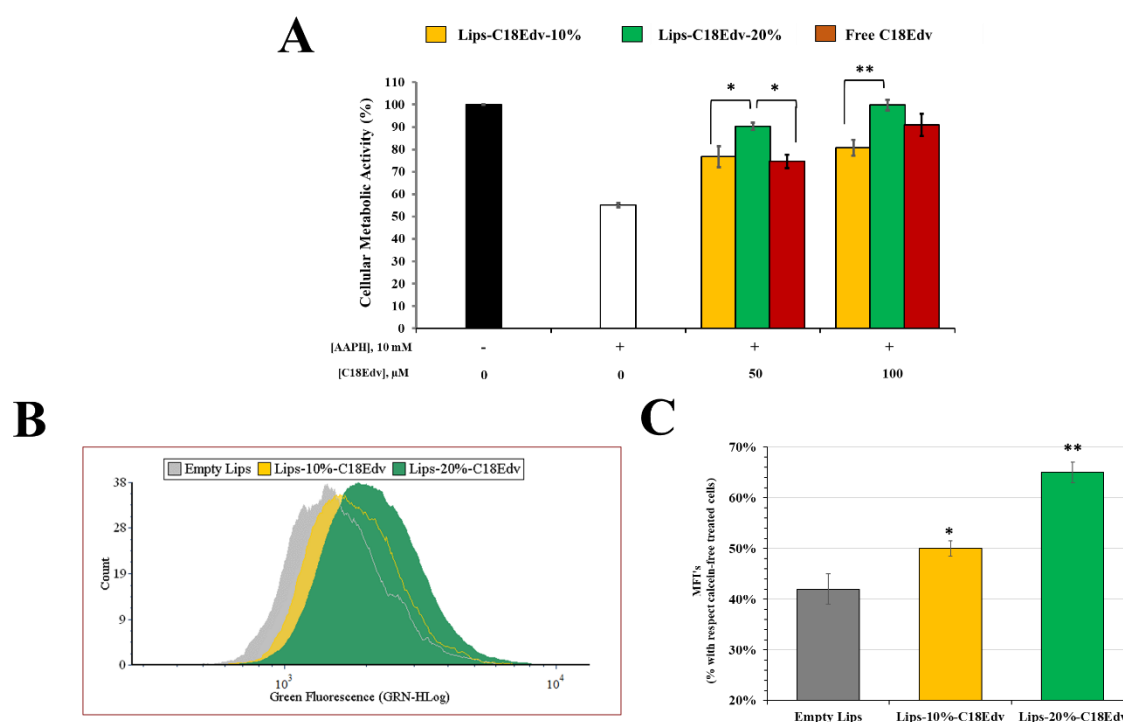 A
Lips-C18Edv-10% Lips-C18Edv-20% Free C18Edv
Cellular Metabolic Activity (%)
110
100
90
80
70
60
50
40
30
20
10
0
* * **
[AAPH], 10 mM - + + +
[C18Edv], µM 0 0 50 100
B
Empty Lips Lips-10%-C18Edv Lips-20%-C18Edv
Count
38
28
19
9
0
10³ 10⁴
Green Fluorescence (GRN-HLog)
C
MFI's
(% with respect calcein-free treated cells)
70%
60%
50%
40%
30%
20%
* **
Empty Lips Lips-10%-C18Edv Lips-20%-C18Edv